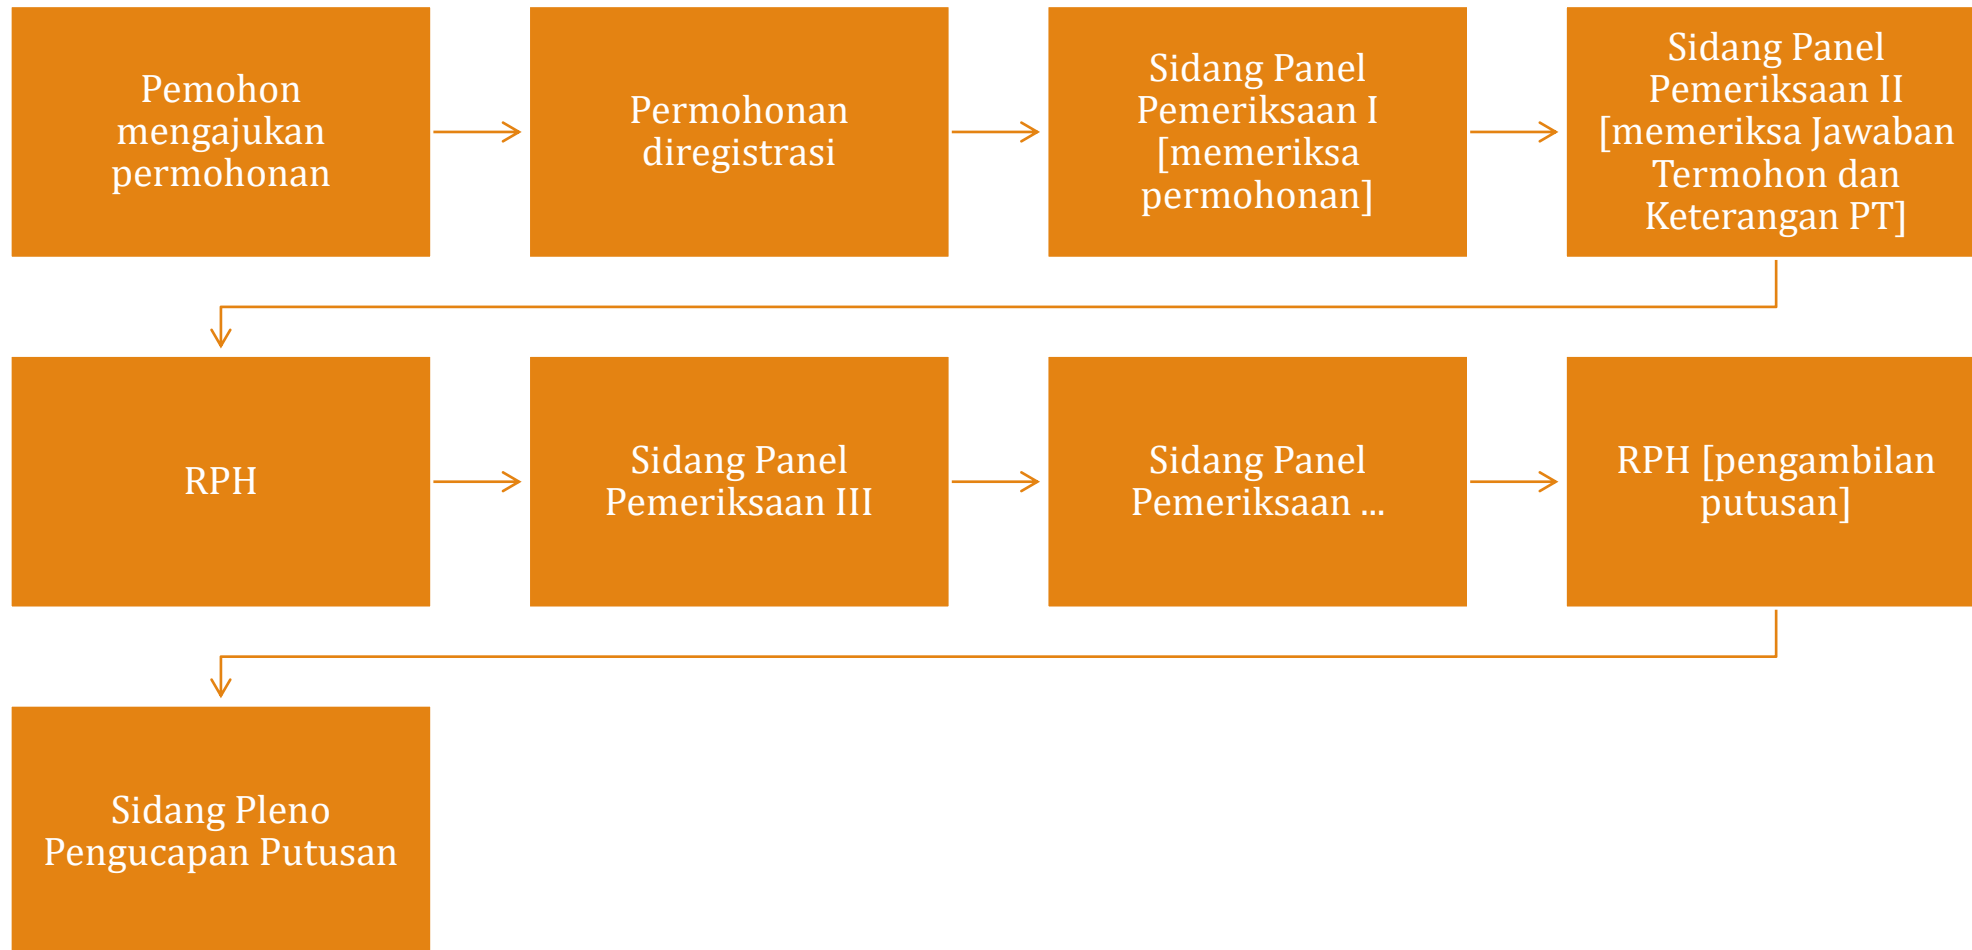 Pemohon
mengajukan
permohonan
Permohonan
diregistrasi
Sidang Panel
Pemeriksaan I
[memeriksa
permohonan]
Sidang Panel
Pemeriksaan II
[memeriksa Jawaban
Termohon dan
Keterangan PT]
RPH
Sidang Panel
Pemeriksaan III
Sidang Panel
Pemeriksaan ...
RPH [pengambilan
putusan]
Sidang Pleno
Pengucapan Putusan